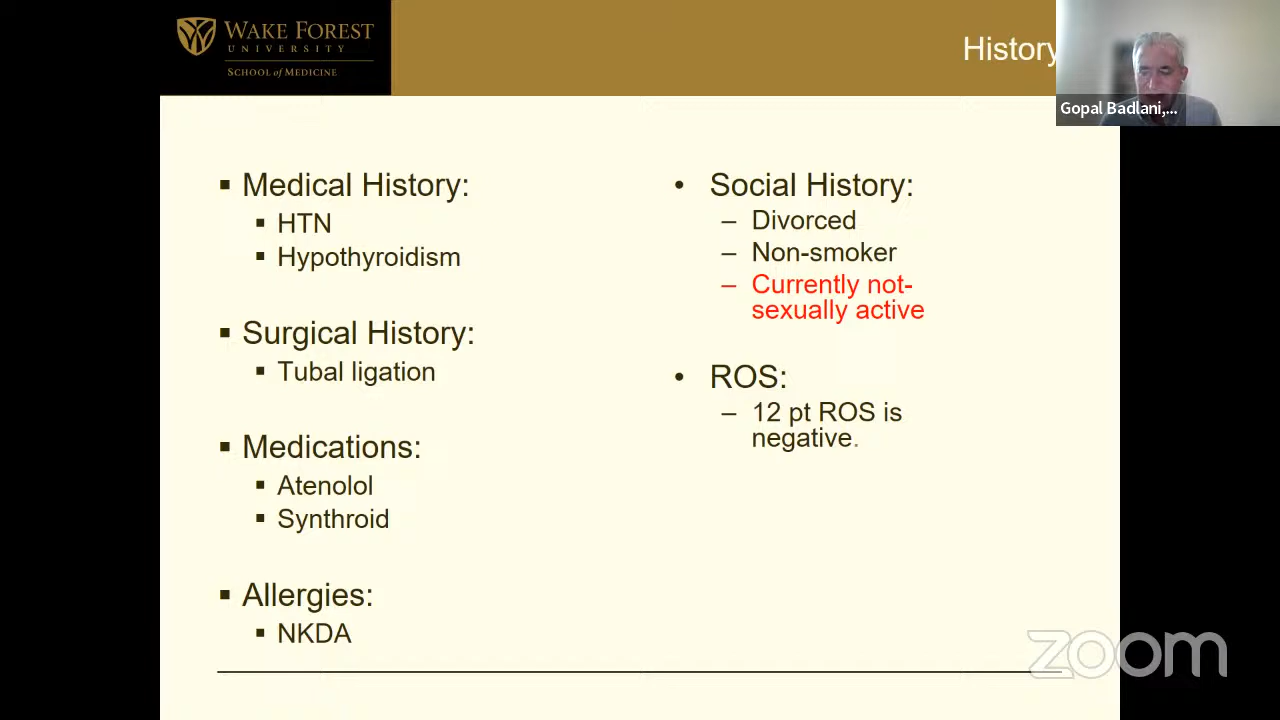 WAKE FOREST
UNIVERSITY
SCHOOL of MEDICINE
History
Gopal Badlani,...
Medical History:
HTN
Hypothyroidism
Surgical History:
Tubal ligation
Medications:
Atenolol
Synthroid
Allergies:
NKDA
Social History:
– Divorced
– Non-smoker
– Currently not-
sexually active
ROS:
– 12 pt ROS is
negative.
zoom